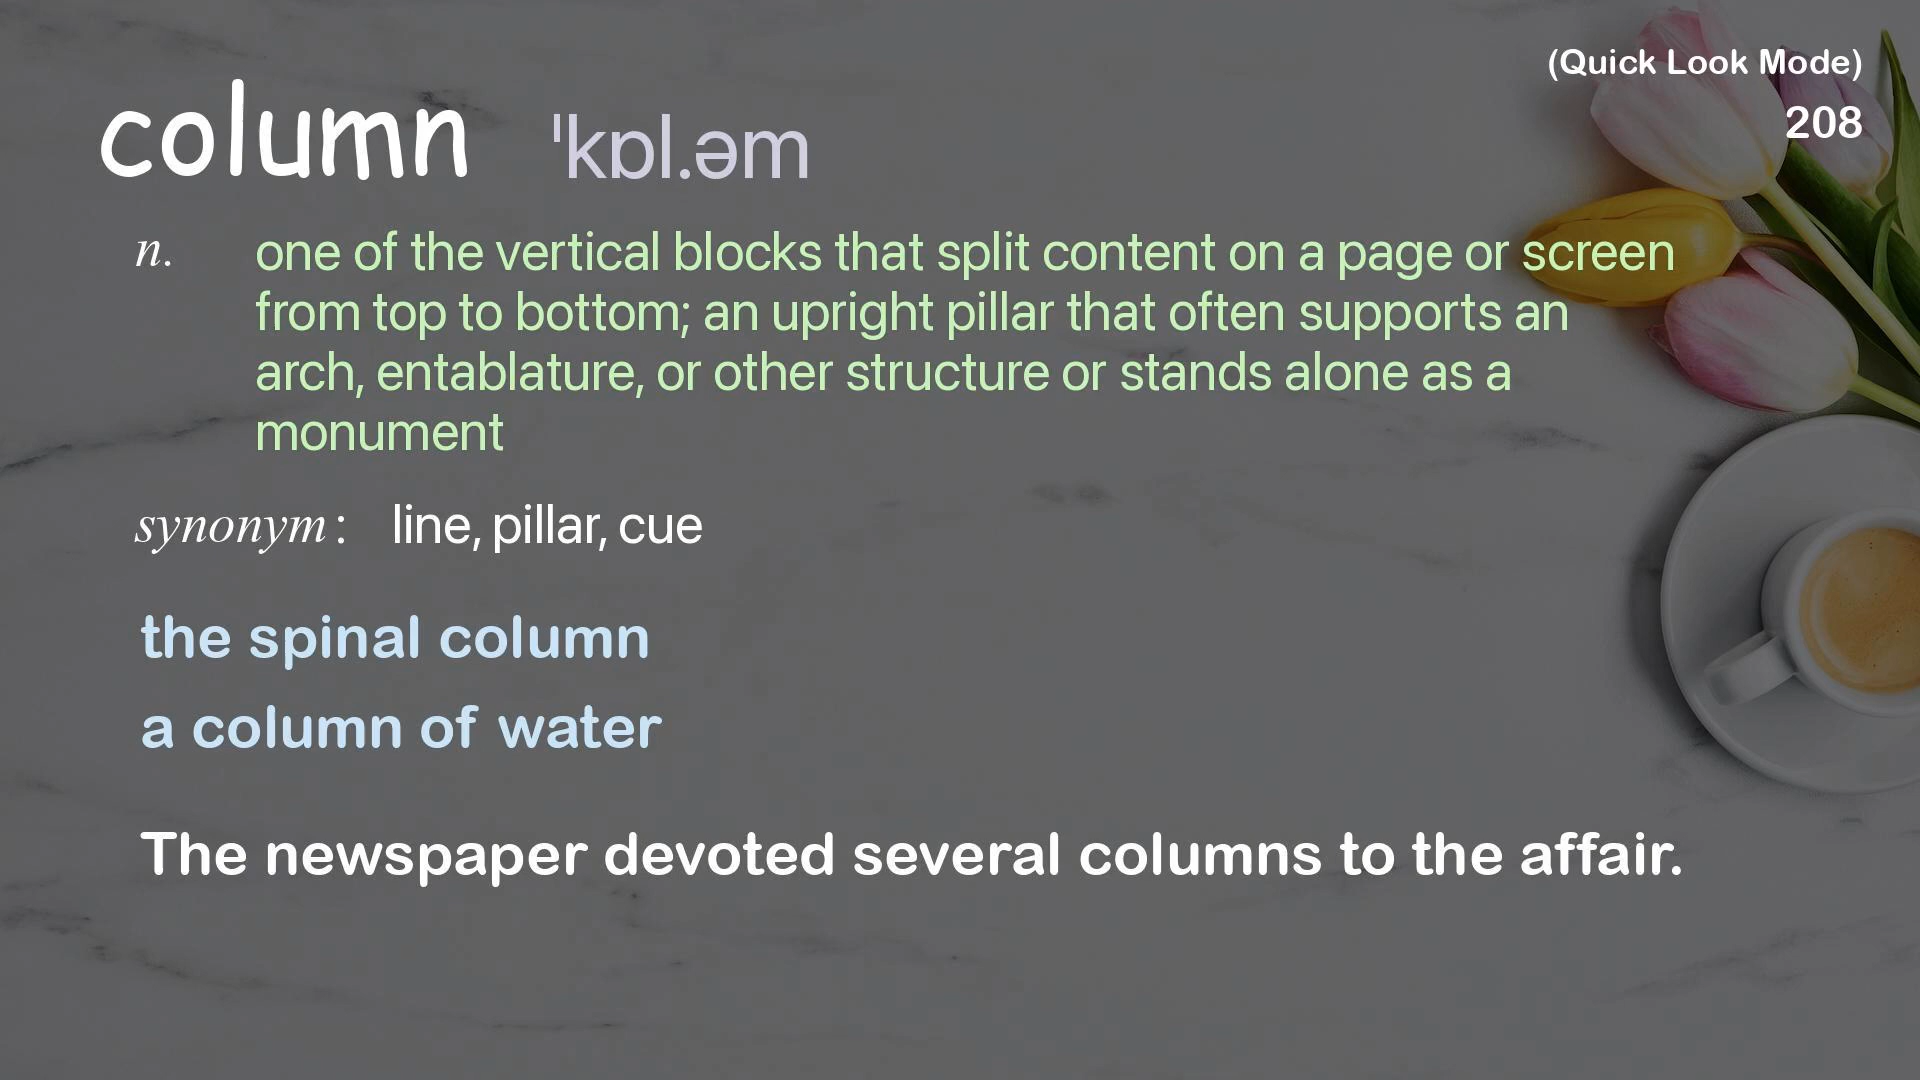 (Quick Look Mode)
208
column ˈkɒl.əm
n. one of the vertical blocks that split content on a page or screen
from top to bottom; an upright pillar that often supports an
arch, entablature, or other structure or stands alone as a
monument
synonym: line, pillar, cue
the spinal column
a column of water
The newspaper devoted several columns to the affair.